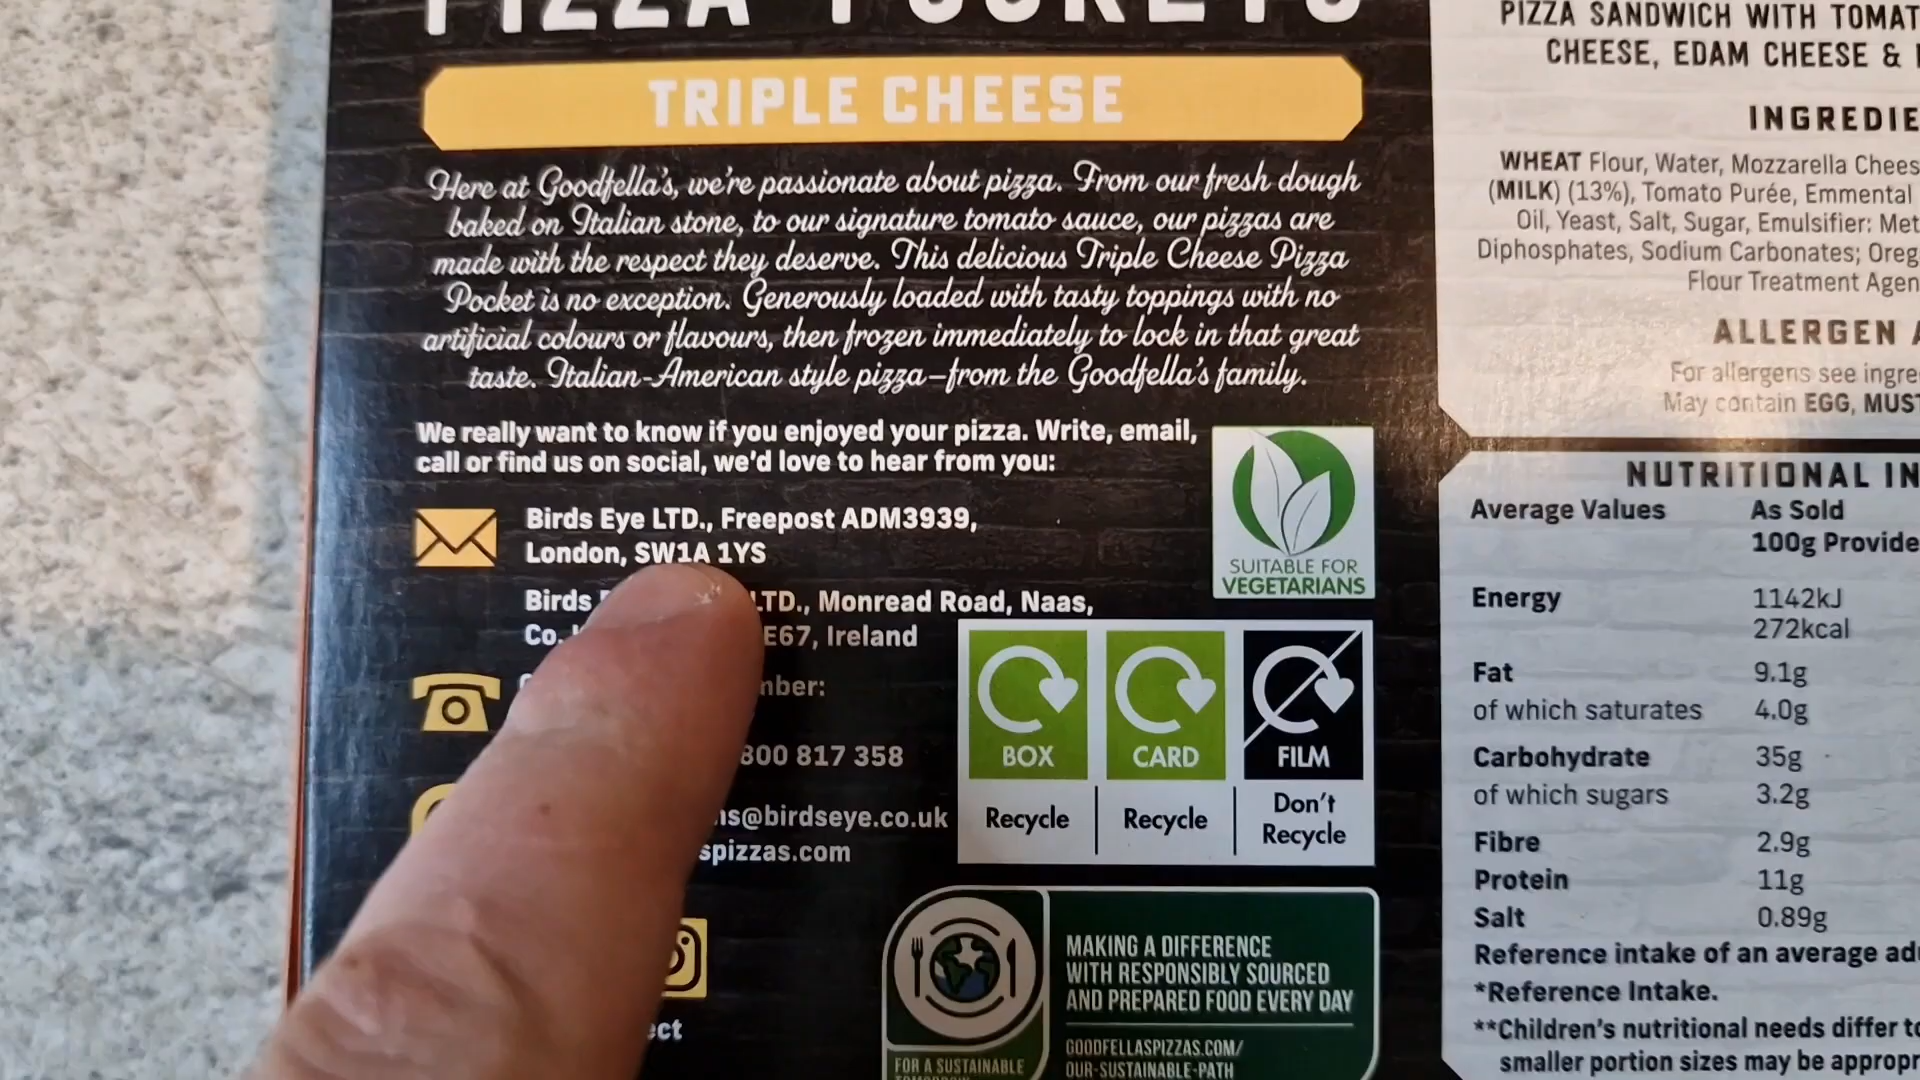 PIZZA POCKETS
TRIPLE CHEESE
Here at Goodfella's, we're passionate about pizza. From our fresh dough
baked on Italian stone, to our signature tomato sauce, our pizzas are
made with the respect they deserve. This delicious Triple Cheese Pizza
Pocket is no exception. Generously loaded with tasty toppings with no
artificial colours or flavours, then frozen immediately to lock in that great
taste. Italian-American style pizza–from the Goodfella's family.
We really want to know if you enjoyed your pizza. Write, email,
call or find us on social, we'd love to hear from you:
Birds Eye LTD., Freepost ADM3939,
London, SW1A 1YS
Birds LTD., Monread Road, Naas,
Co. E67, Ireland
800 817 358
@birdseye.co.uk
spizzas.com
SUITABLE FOR
VEGETARIANS
BOX
CARD
FILM
Recycle
Recycle
Don't
Recycle
MAKING A DIFFERENCE
WITH RESPONSIBLY SOURCED
AND PREPARED FOOD EVERY DAY
GOODFELLASPIZZAS.COM/
OUR-SUSTAINABLE-PATH
FOR A SUSTAINABLE
PIZZA SANDWICH WITH TOMAT
CHEESE, EDAM CHEESE &
INGREDIE
WHEAT Flour, Water, Mozzarella Chees
(MILK) (13%), Tomato Purée, Emmental
Oil, Yeast, Salt, Sugar, Emulsifier: Met
Diphosphates, Sodium Carbonates; Oreg
Flour Treatment Agen
ALLERGEN A
For allergens see ingre
May contain EGG, MUST
NUTRITIONAL IN
Average Values As Sold
100g Provide
Energy 1142kJ
272kcal
Fat 9.1g
of which saturates 4.0g
Carbohydrate 35g
of which sugars 3.2g
Fibre 2.9g
Protein 11g
Salt 0.89g
Reference intake of an average adu
*Reference Intake.
**Children's nutritional needs differ to
smaller portion sizes may be appropr